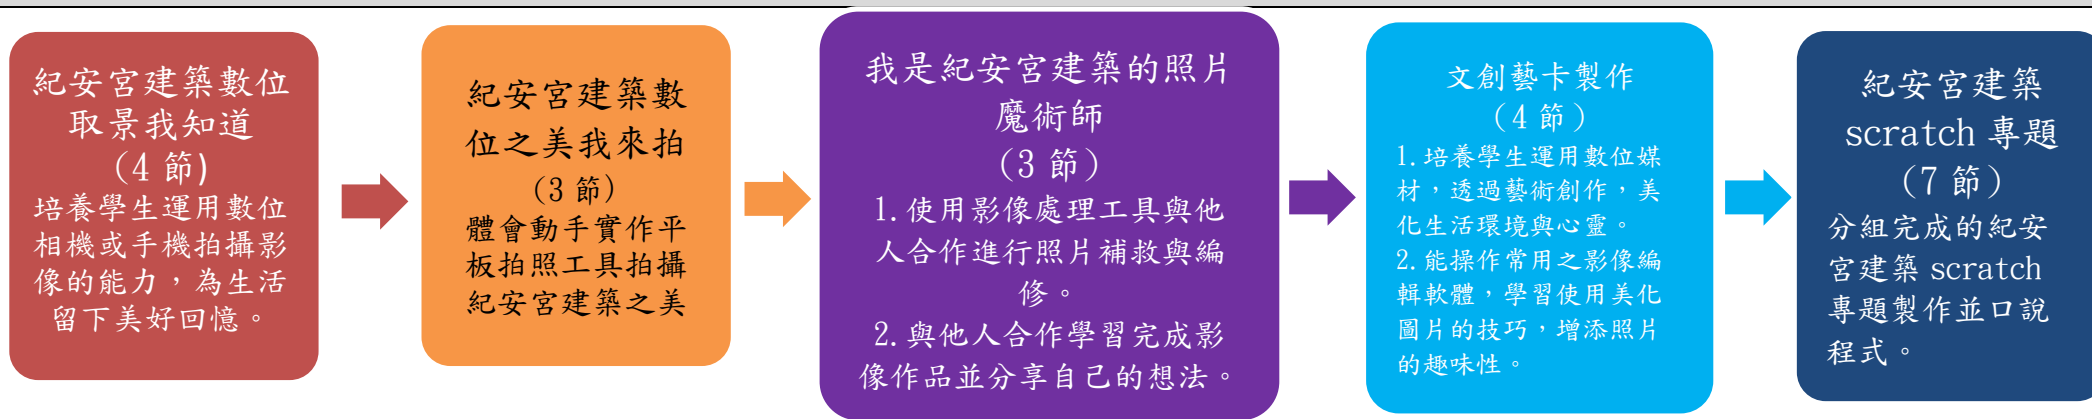 紀安宮建築數位
取景我知道
(4 節)
培養學生運用數位
相機或手機拍攝影
像的能力，為生活
留下美好回憶。
紀安宮建築數
位之美我來拍
(3 節)
體會動手實作平
板拍照工具拍攝
紀安宮建築之美
我是紀安宮建築的照片
魔術師
(3 節)
1.使用影像處理工具與他
人合作進行照片補救與編
修。
2.與他人合作學習完成影
像作品並分享自己的想法。
文創藝卡製作
(4 節)
1.培養學生運用數位媒
材，透過藝術創作，美
化生活環境與心靈。
2.能操作常用之影像編
輯軟體，學習使用美化
圖片的技巧，增添照片
的趣味性。
紀安宮建築
scratch 專題
(7 節)
分組完成的紀安
宮建築 scratch
專題製作並口說
程式。